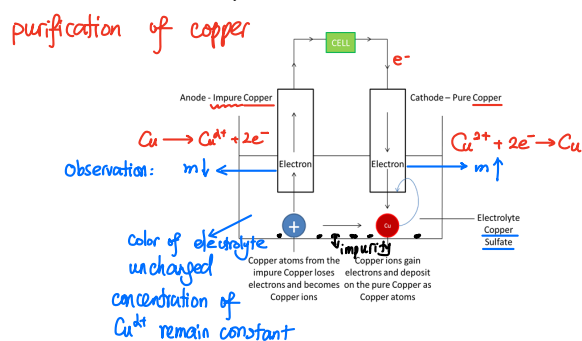 purification of copper
CELL
e-
Anode - Impure Copper
Cathode – Pure Copper
Cu → Cu²⁺ + 2e⁻
Cu²⁺ + 2e⁻ → Cu
Observation: m↓
Electron
Electron
m↑
+
Cu
Electrolyte
Copper
Sulfate
color of electrolyte
unchanged
concentration of
Cu²⁺ remain constant
impurity
Copper atoms from the
impure Copper loses
electrons and becomes
Copper ions
Copper ions gain
electrons and deposit
on the pure Copper as
Copper atoms